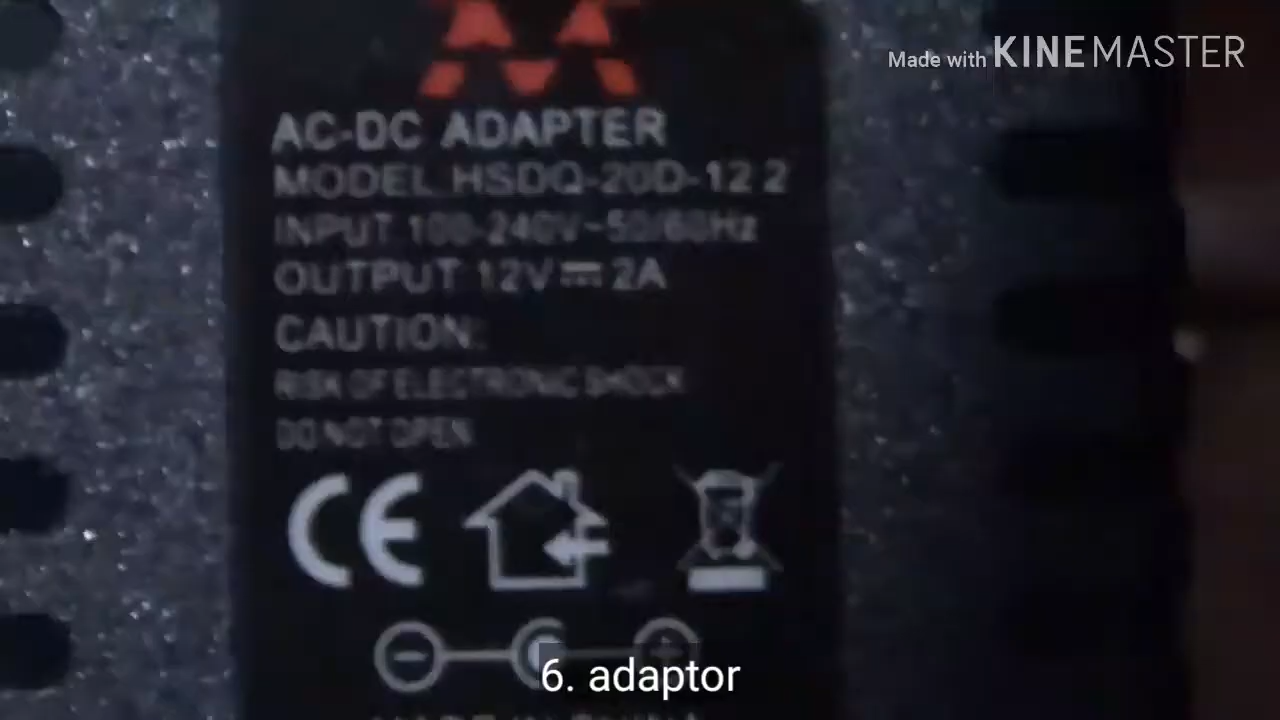 Made with KINEMASTER
AC-DC ADAPTER
MODEL HSDQ-20D-12 2
INPUT 100-240V~50/60Hz
OUTPUT 12V⎓2A
CAUTION:
RISK OF ELECTRONIC SHOCK
DO NOT OPEN
CE
6. adaptor